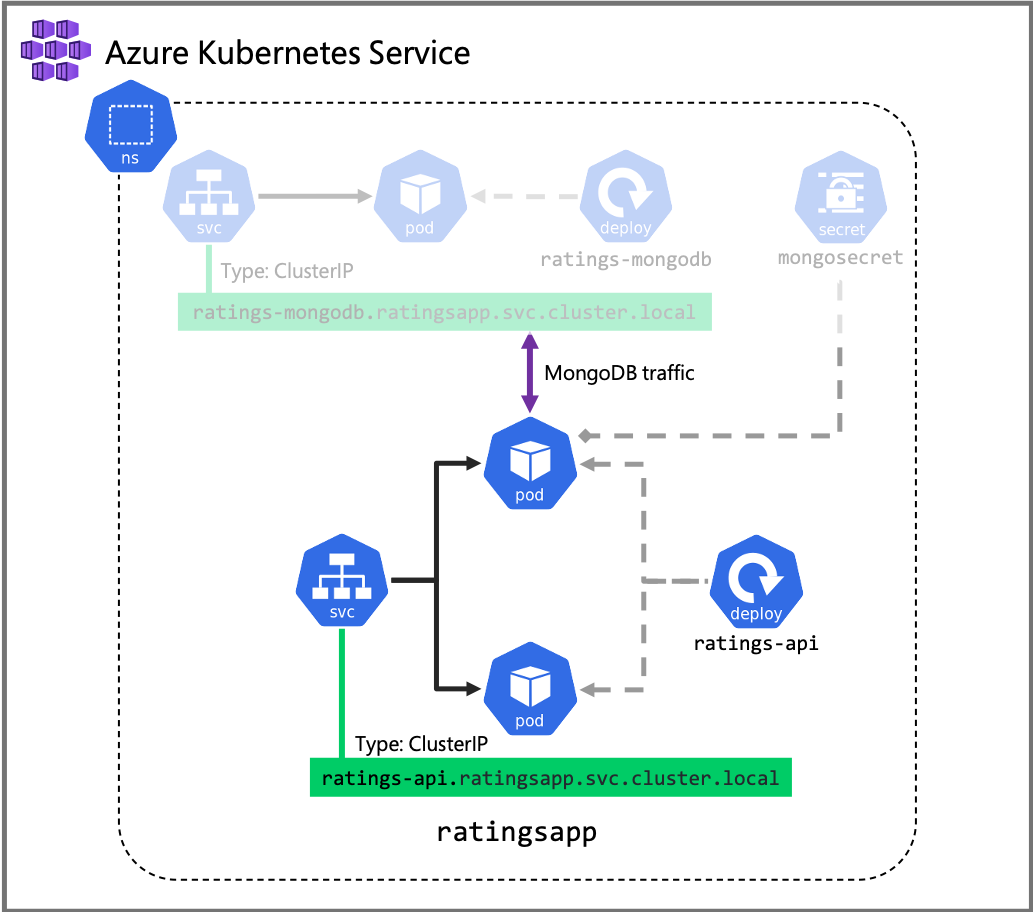 Azure Kubernetes Service
ns
svc
pod
deploy
secret
ratings-mongodb
mongosecret
Type: ClusterIP
ratings-mongodb.ratingsapp.svc.cluster.local
MongoDB traffic
pod
svc
deploy
ratings-api
pod
Type: ClusterIP
ratings-api.ratingsapp.svc.cluster.local
ratingsapp